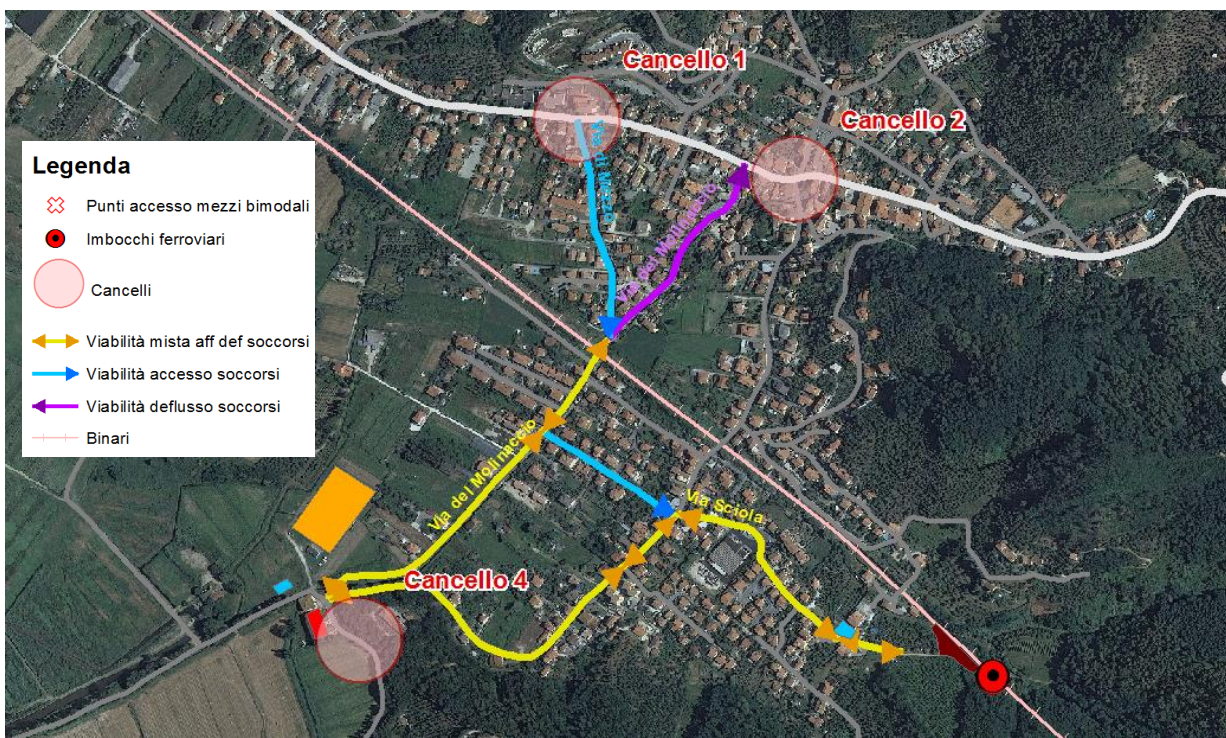 Cancello 1
Cancello 2
Via di Mezzo
Via del Molinaccio
Legenda
Punti accesso mezzi bimodali
Imbocchi ferroviari
Cancelli
Viabilità mista aff def soccorsi
Viabilità accesso soccorsi
Viabilità deflusso soccorsi
Binari
Via del Molinaccio
Via Sciola
Cancello 4